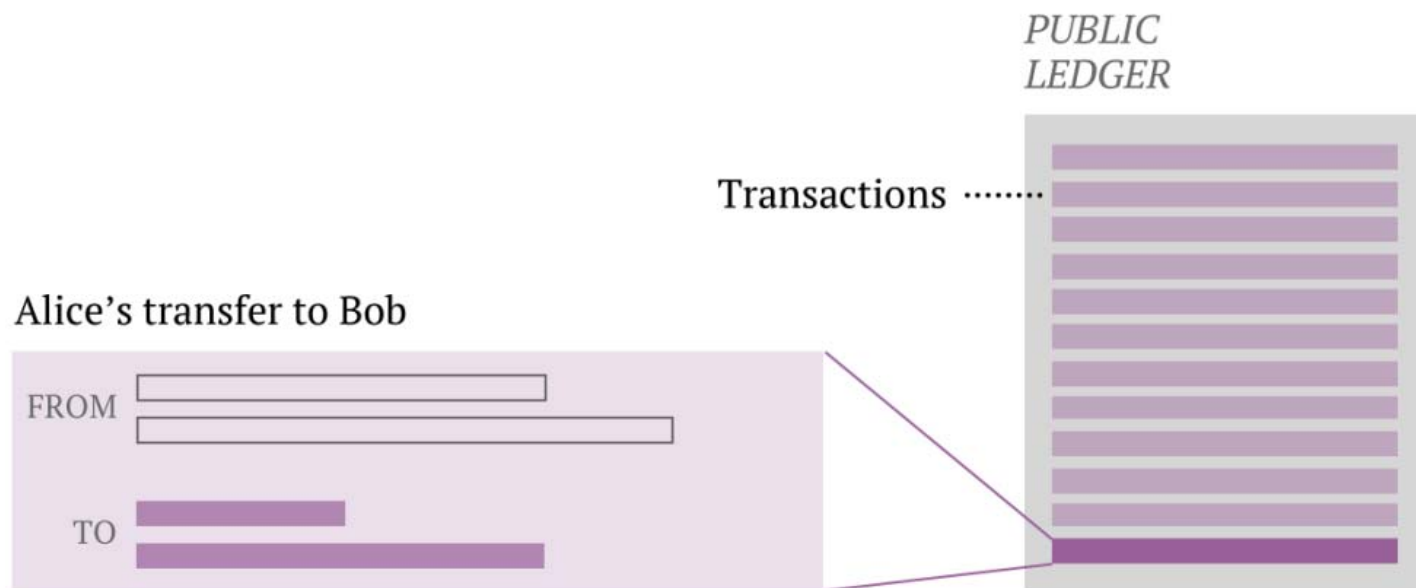 PUBLIC
LEDGER
Transactions ........
Alice’s transfer to Bob
FROM
TO